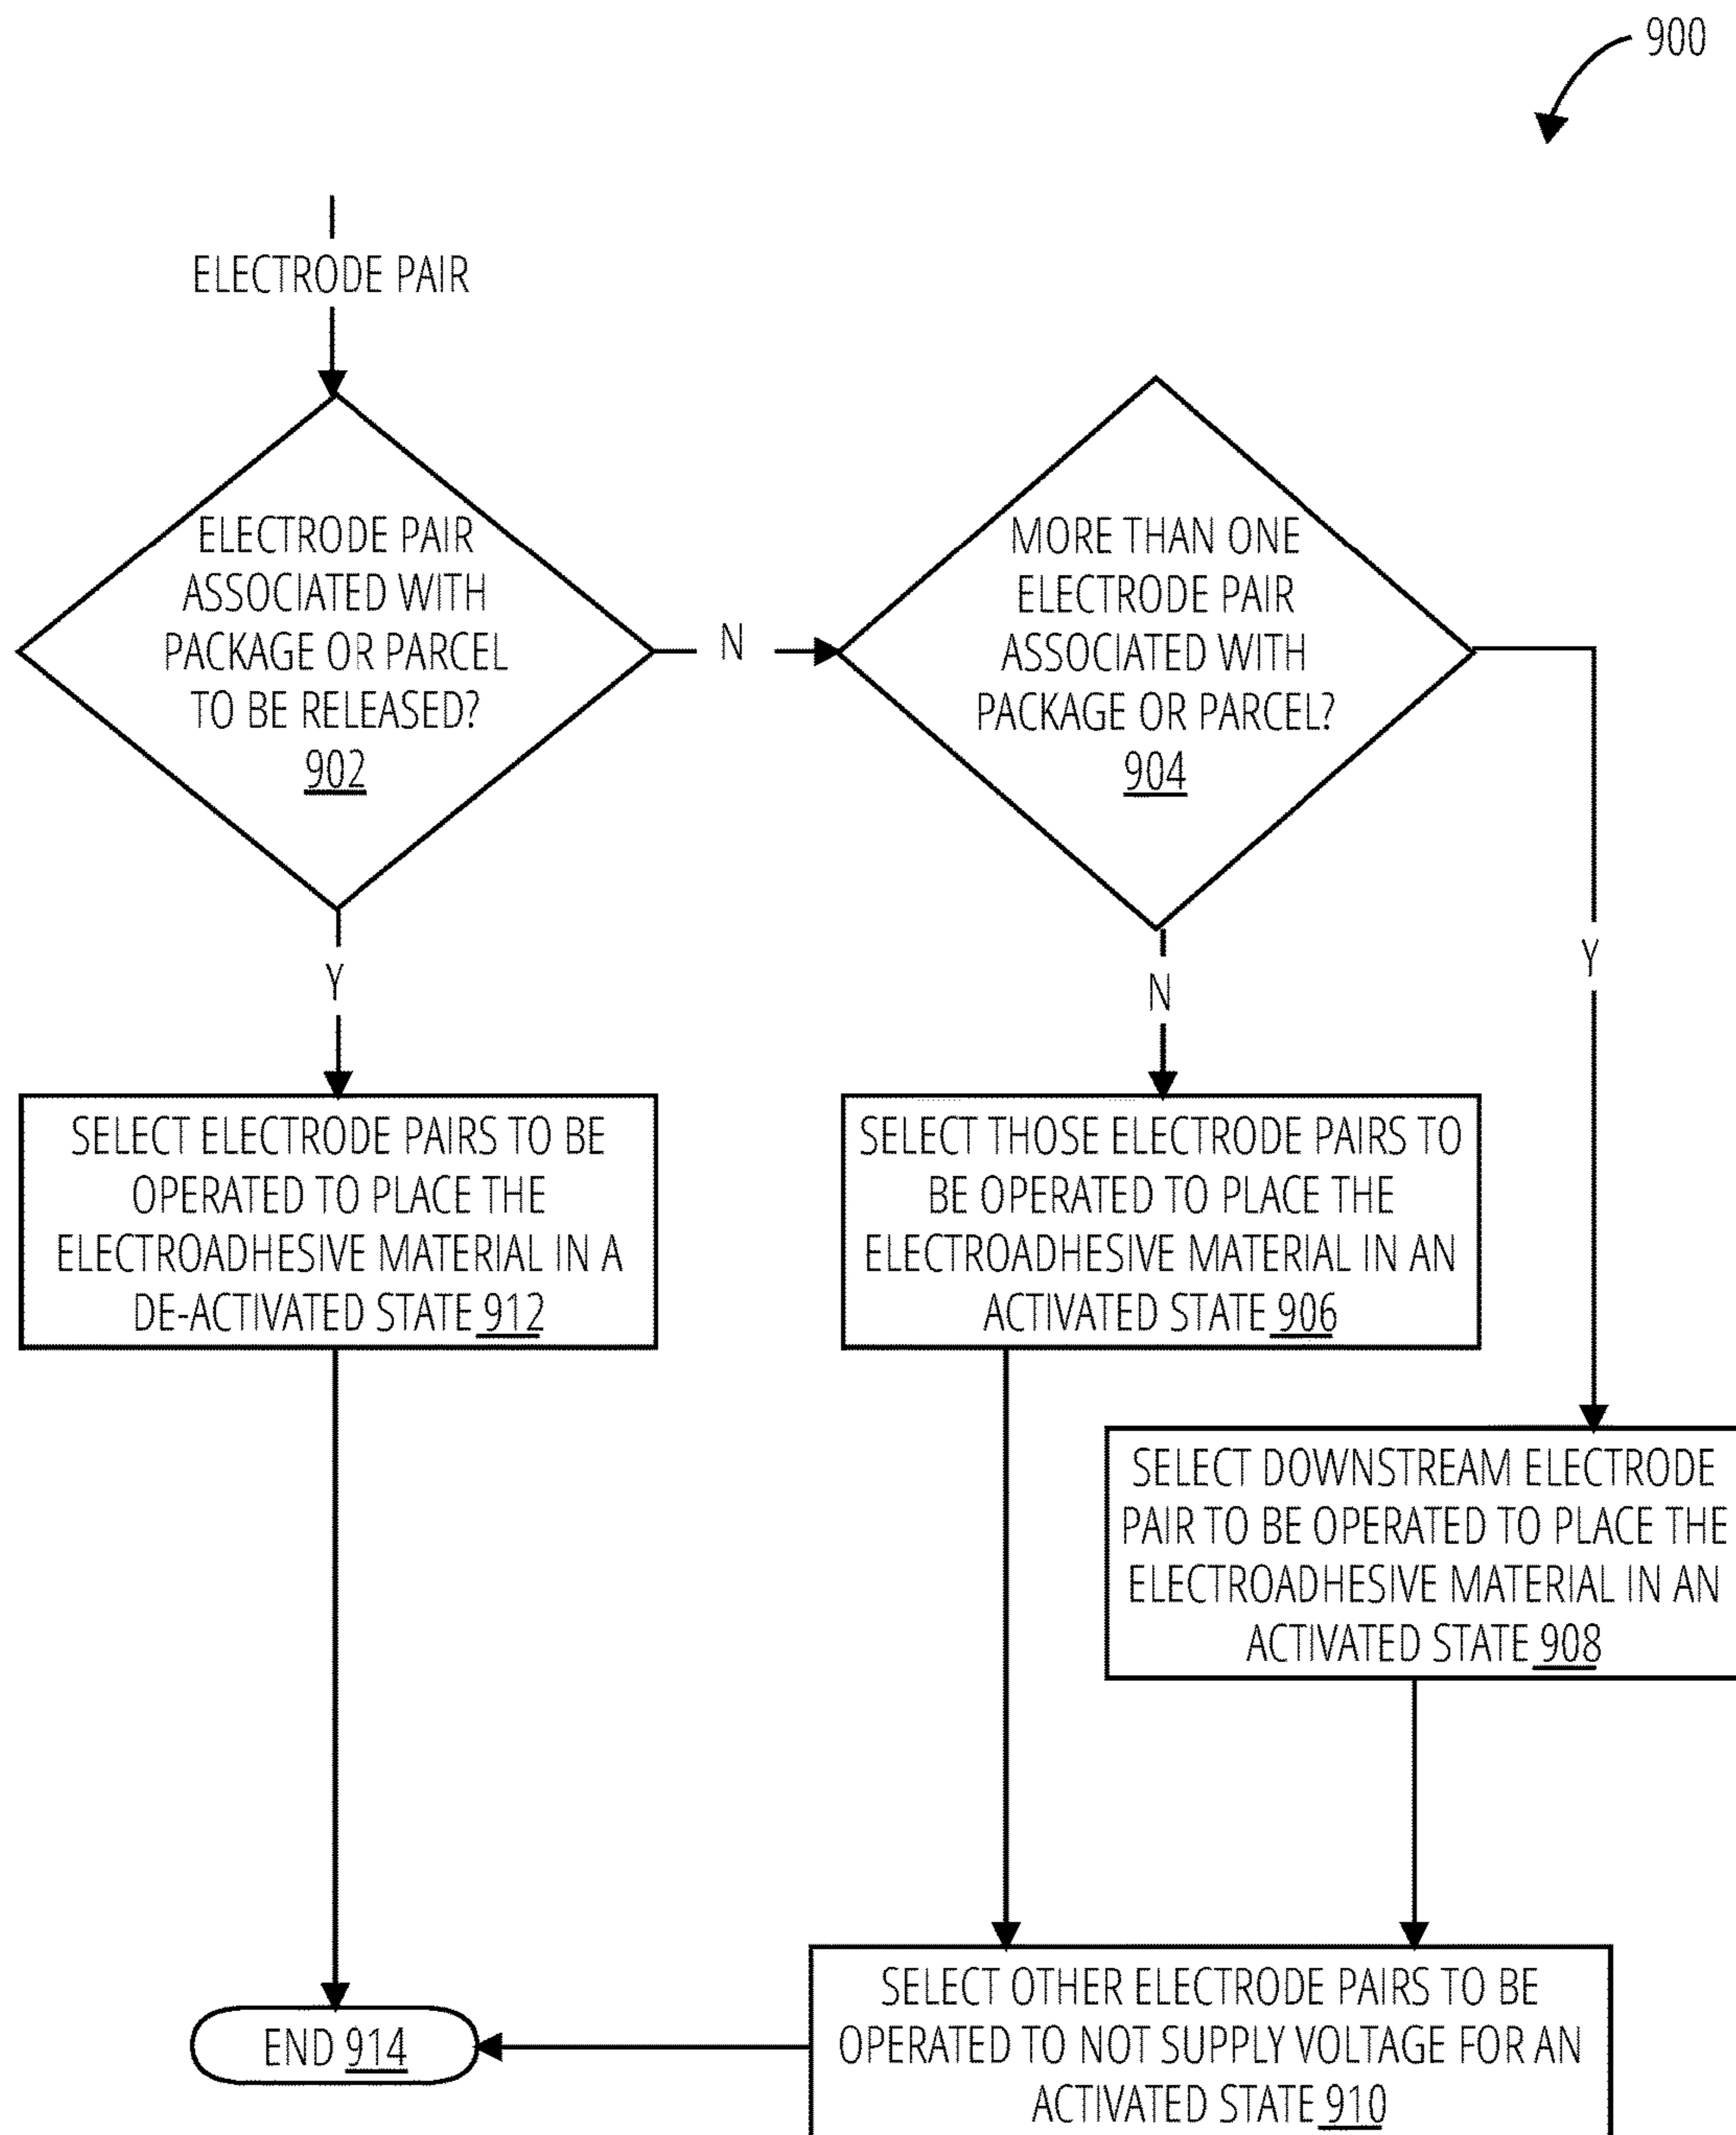 900
ELECTRODE PAIR
ELECTRODE PAIR
ASSOCIATED WITH
PACKAGE OR PARCEL
TO BE RELEASED?
902
N
MORE THAN ONE
ELECTRODE PAIR
ASSOCIATED WITH
PACKAGE OR PARCEL?
904
Y
N
Y
SELECT ELECTRODE PAIRS TO BE
OPERATED TO PLACE THE
ELECTROADHESIVE MATERIAL IN A
DE-ACTIVATED STATE 912
SELECT THOSE ELECTRODE PAIRS TO
BE OPERATED TO PLACE THE
ELECTROADHESIVE MATERIAL IN AN
ACTIVATED STATE 906
SELECT DOWNSTREAM ELECTRODE
PAIR TO BE OPERATED TO PLACE THE
ELECTROADHESIVE MATERIAL IN AN
ACTIVATED STATE 908
SELECT OTHER ELECTRODE PAIRS TO BE
OPERATED TO NOT SUPPLY VOLTAGE FOR AN
ACTIVATED STATE 910
END 914